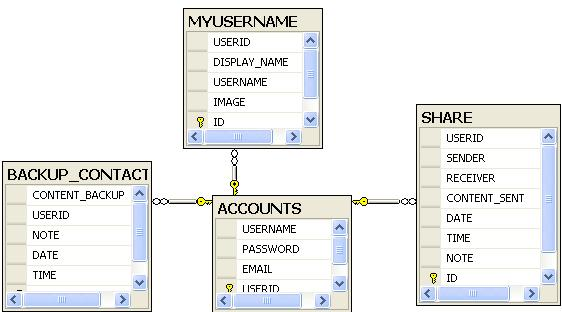 MYUSERNAME
USERID
DISPLAY_NAME
USERNAME
IMAGE
ID
BACKUP_CONTACT
CONTENT_BACKUP
USERID
NOTE
DATE
TIME
ACCOUNTS
USERNAME
PASSWORD
EMAIL
USERID
SHARE
USERID
SENDER
RECEIVER
CONTENT_SENT
DATE
TIME
NOTE
ID